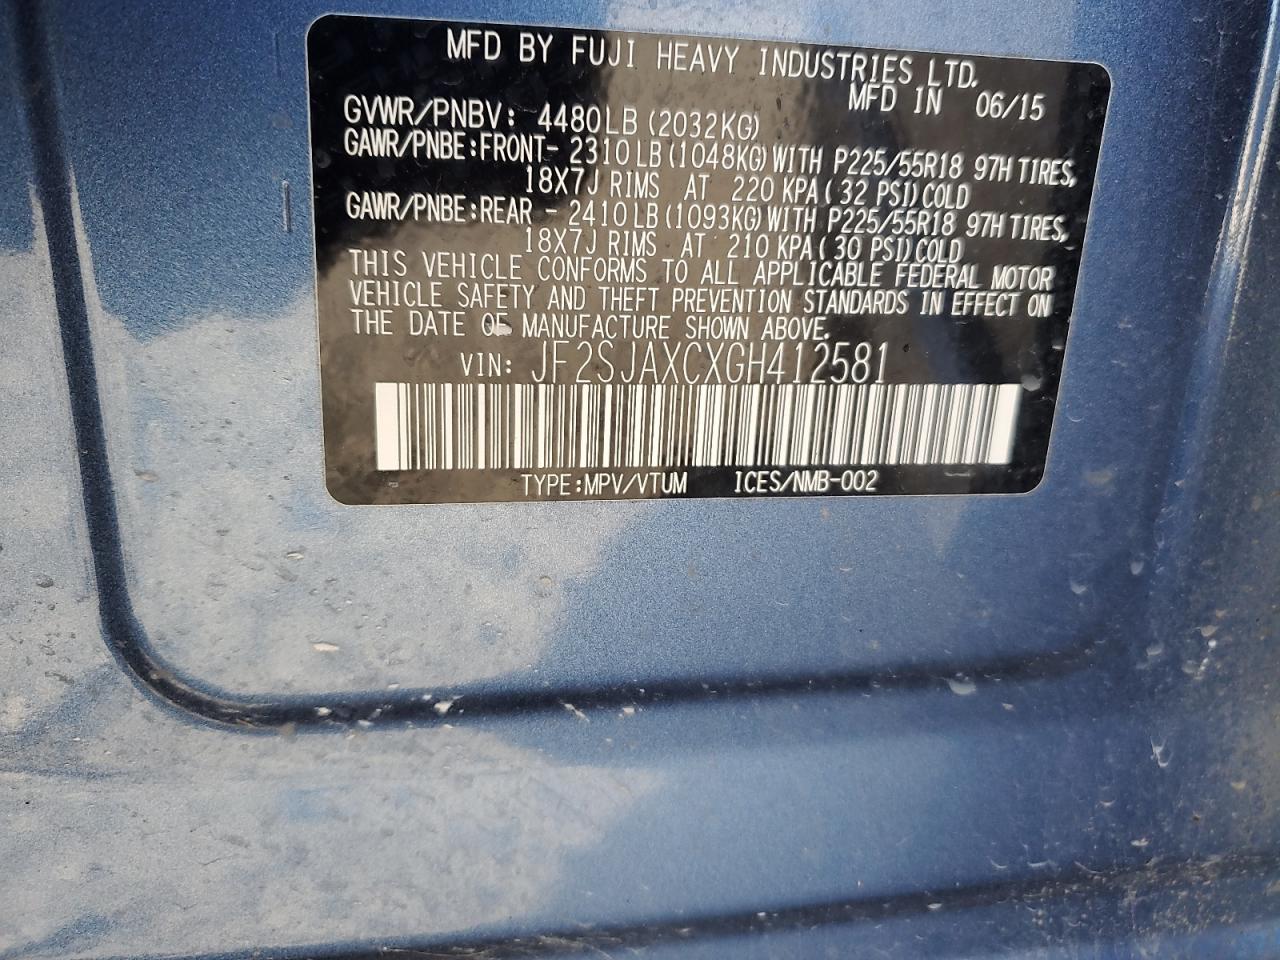 MFD BY FUJI HEAVY INDUSTRIES LTD.
MFD IN 06/15
GVWR/PNBV: 4480LB (2032KG)
GAWR/PNBE:FRONT- 2310LB (1048KG) WITH P225/55R18 97H TIRES,
18X7J RIMS AT 220 KPA( 32 PSI) COLD
GAWR/PNBE:REAR - 2410LB (1093KG) WITH P225/55R18 97H TIRES,
18X7J RIMS AT 210 KPA( 30 PSI) COLD
THIS VEHICLE CONFORMS TO ALL APPLICABLE FEDERAL MOTOR
VEHICLE SAFETY AND THEFT PREVENTION STANDARDS IN EFFECT ON
THE DATE OF MANUFACTURE SHOWN ABOVE.
VIN: JF2SJAXCXGH412581
TYPE:MPV/VTUM ICES/NMB-002